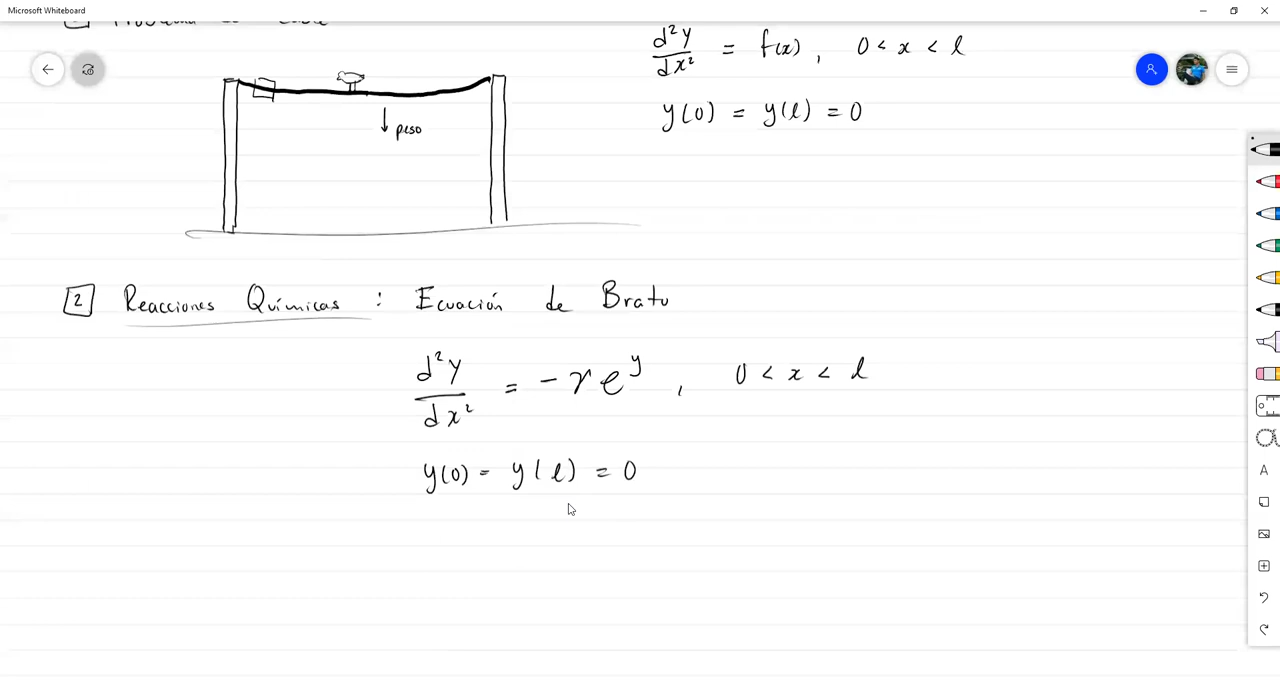 Microsoft Whiteboard
d²y/dx² = f(x), 0 < x < l
y(0) = y(l) = 0
peso
2 Reacciones Químicas : Ecuación de Bratu
d²y/dx² = -r e^y, 0 < x < l
y(0) = y(l) = 0
A